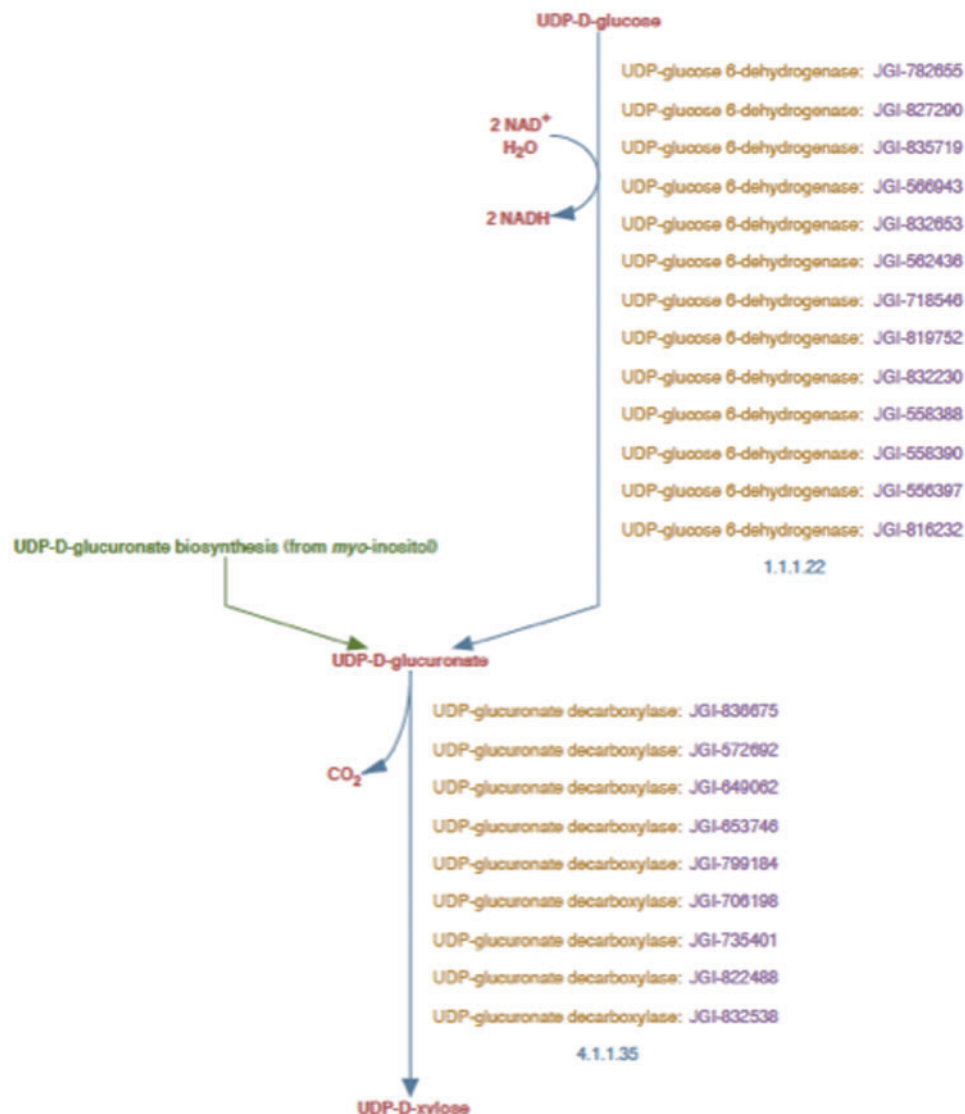 UDP-D-glucose
UDP-glucose 6-dehydrogenase: JGI-782655
UDP-glucose 6-dehydrogenase: JGI-827290
2 NAD+
H2O
UDP-glucose 6-dehydrogenase: JGI-835719
UDP-glucose 6-dehydrogenase: JGI-566943
2 NADH
UDP-glucose 6-dehydrogenase: JGI-832653
UDP-glucose 6-dehydrogenase: JGI-562436
UDP-glucose 6-dehydrogenase: JGI-718546
UDP-glucose 6-dehydrogenase: JGI-819752
UDP-glucose 6-dehydrogenase: JGI-832230
UDP-glucose 6-dehydrogenase: JGI-558388
UDP-glucose 6-dehydrogenase: JGI-558390
UDP-glucose 6-dehydrogenase: JGI-556397
UDP-glucose 6-dehydrogenase: JGI-816232
1.1.1.22
UDP-D-glucuronate biosynthesis (from myo-inositol)
UDP-D-glucuronate
UDP-glucuronate decarboxylase: JGI-836675
UDP-glucuronate decarboxylase: JGI-572692
CO2
UDP-glucuronate decarboxylase: JGI-649062
UDP-glucuronate decarboxylase: JGI-653746
UDP-glucuronate decarboxylase: JGI-799184
UDP-glucuronate decarboxylase: JGI-706198
UDP-glucuronate decarboxylase: JGI-735401
UDP-glucuronate decarboxylase: JGI-822488
UDP-glucuronate decarboxylase: JGI-832538
4.1.1.35
UDP-D-xylose